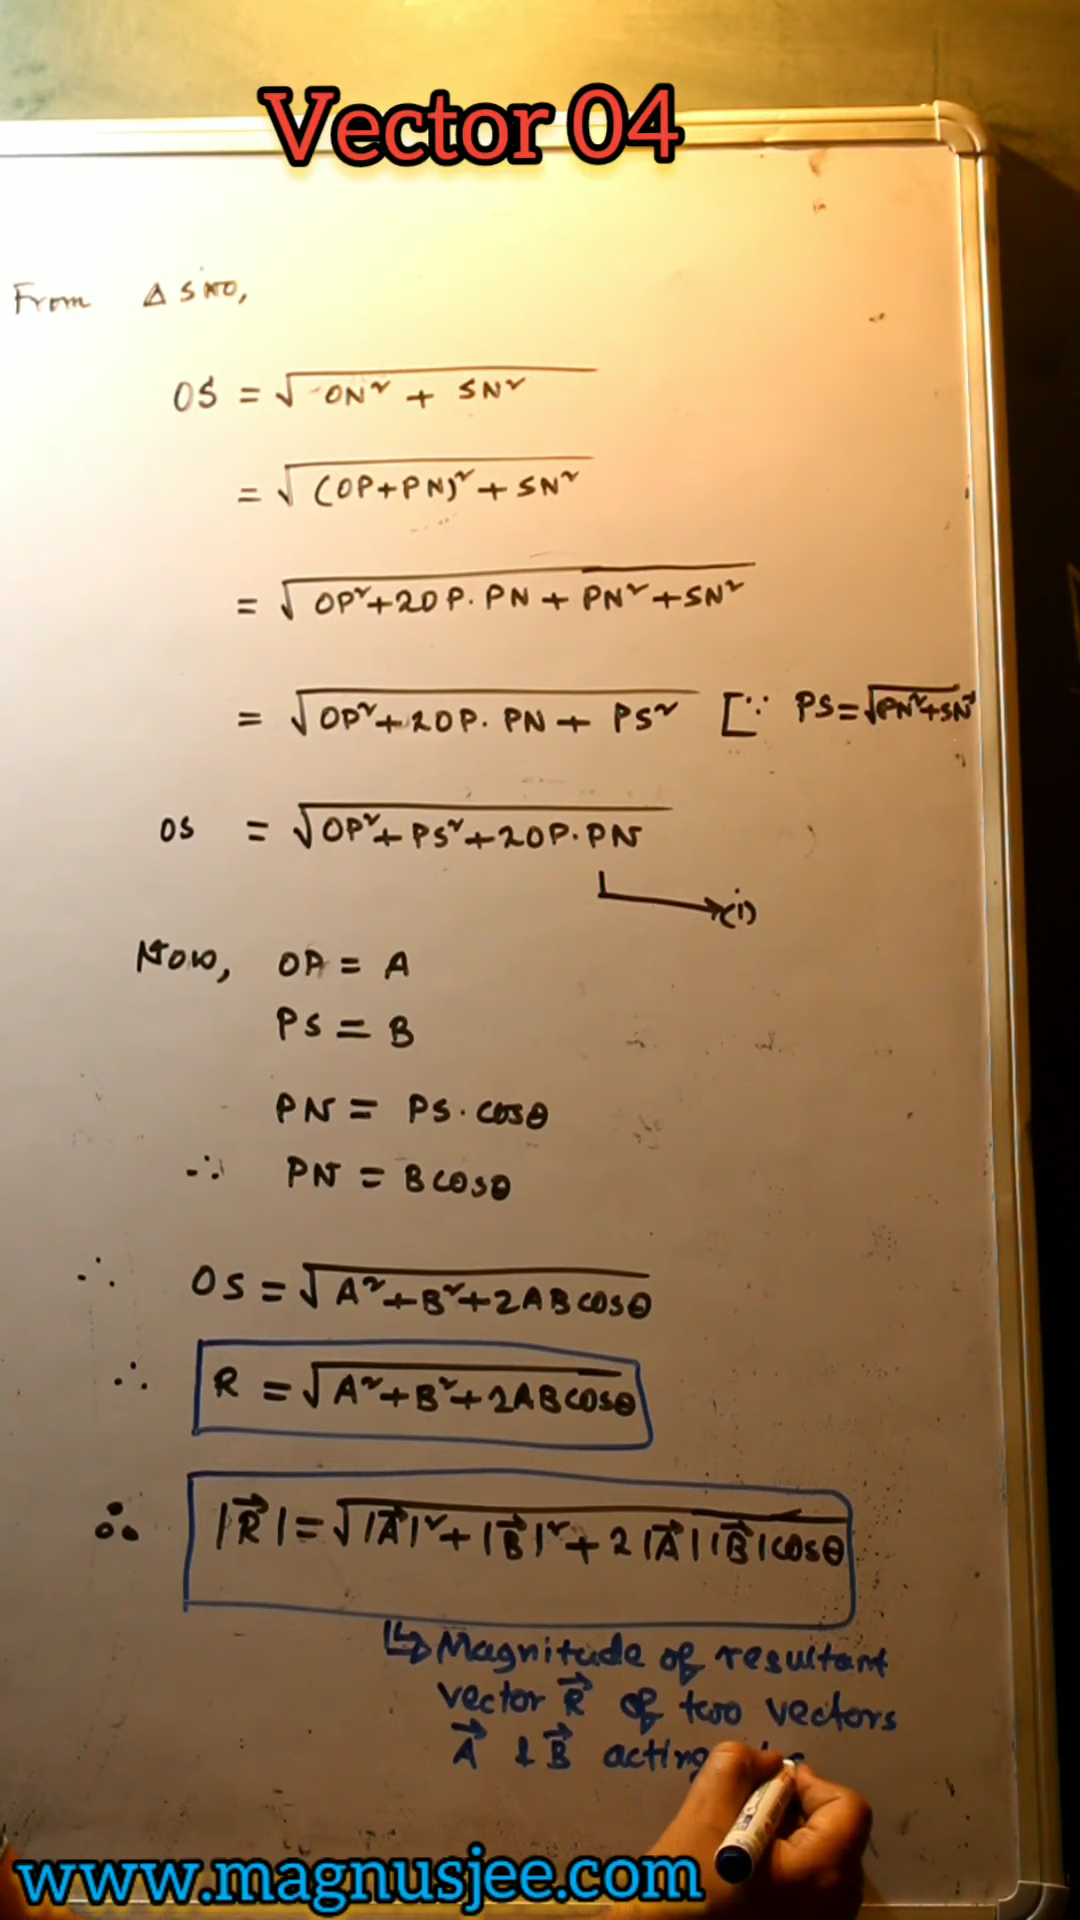 Vector 04
From Δ SNO,
OS = √(ON² + SN²)
= √((OP+PN)² + SN²)
= √(OP²+2OP.PN + PN²+SN²)
= √(OP²+2OP.PN + PS²) [∵ PS=√(PN²+SN²)
OS = √(OP²+PS²+2OP.PN)
→(i)
Now, OP = A
PS = B
PN = PS.cosθ
∴ PN = Bcosθ
∴ OS = √(A²+B²+2ABcosθ)
∴ R = √(A²+B²+2ABcosθ)
∴ |R⃗| = √(|A⃗|²+|B⃗|²+2|A⃗||B⃗|cosθ)
↳ Magnitude of resultant
vector R⃗ of two vectors
A⃗ & B⃗ acting
www.magnusjee.com